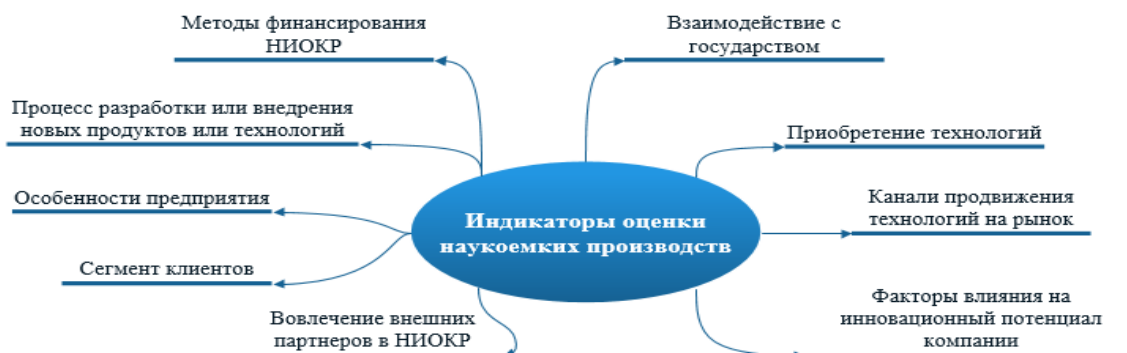 Методы финансирования
НИОКР
Взаимодействие с
государством
Процесс разработки или внедрения
новых продуктов или технологий
Приобретение технологий
Особенности предприятия
Канали продвижения
технологий на рынок
Индикаторы оценки
наукоемких производств
Сегмент клиентов
Вовлечение внешних
партнеров в НИОКР
Факторы влияния на
инновационный потенциал
компании